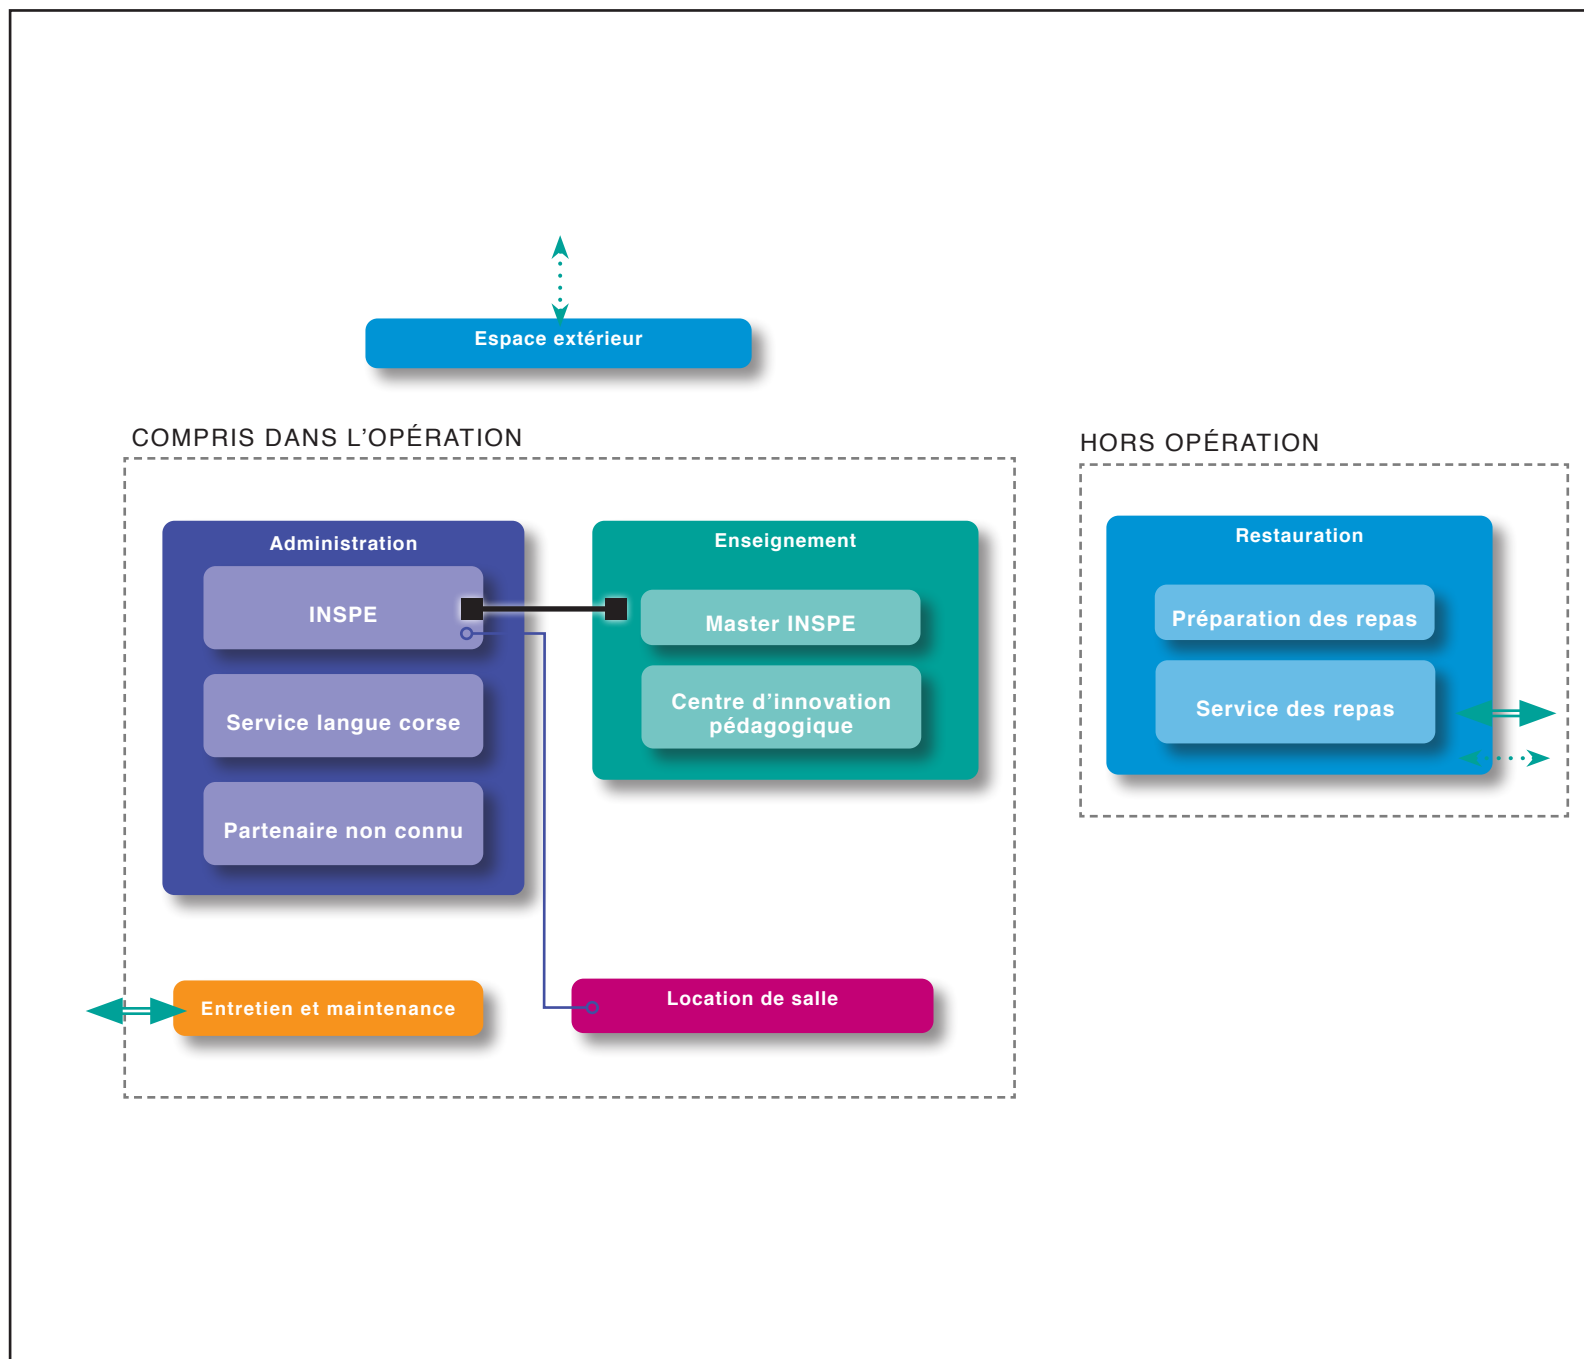 Espace extérieur
COMPRIS DANS L'OPÉRATION
Administration
INSPE
Service langue corse
Partenaire non connu
Enseignement
Master INSPE
Centre d'innovation
pédagogique
Entretien et maintenance
Location de salle
HORS OPÉRATION
Restauration
Préparation des repas
Service des repas